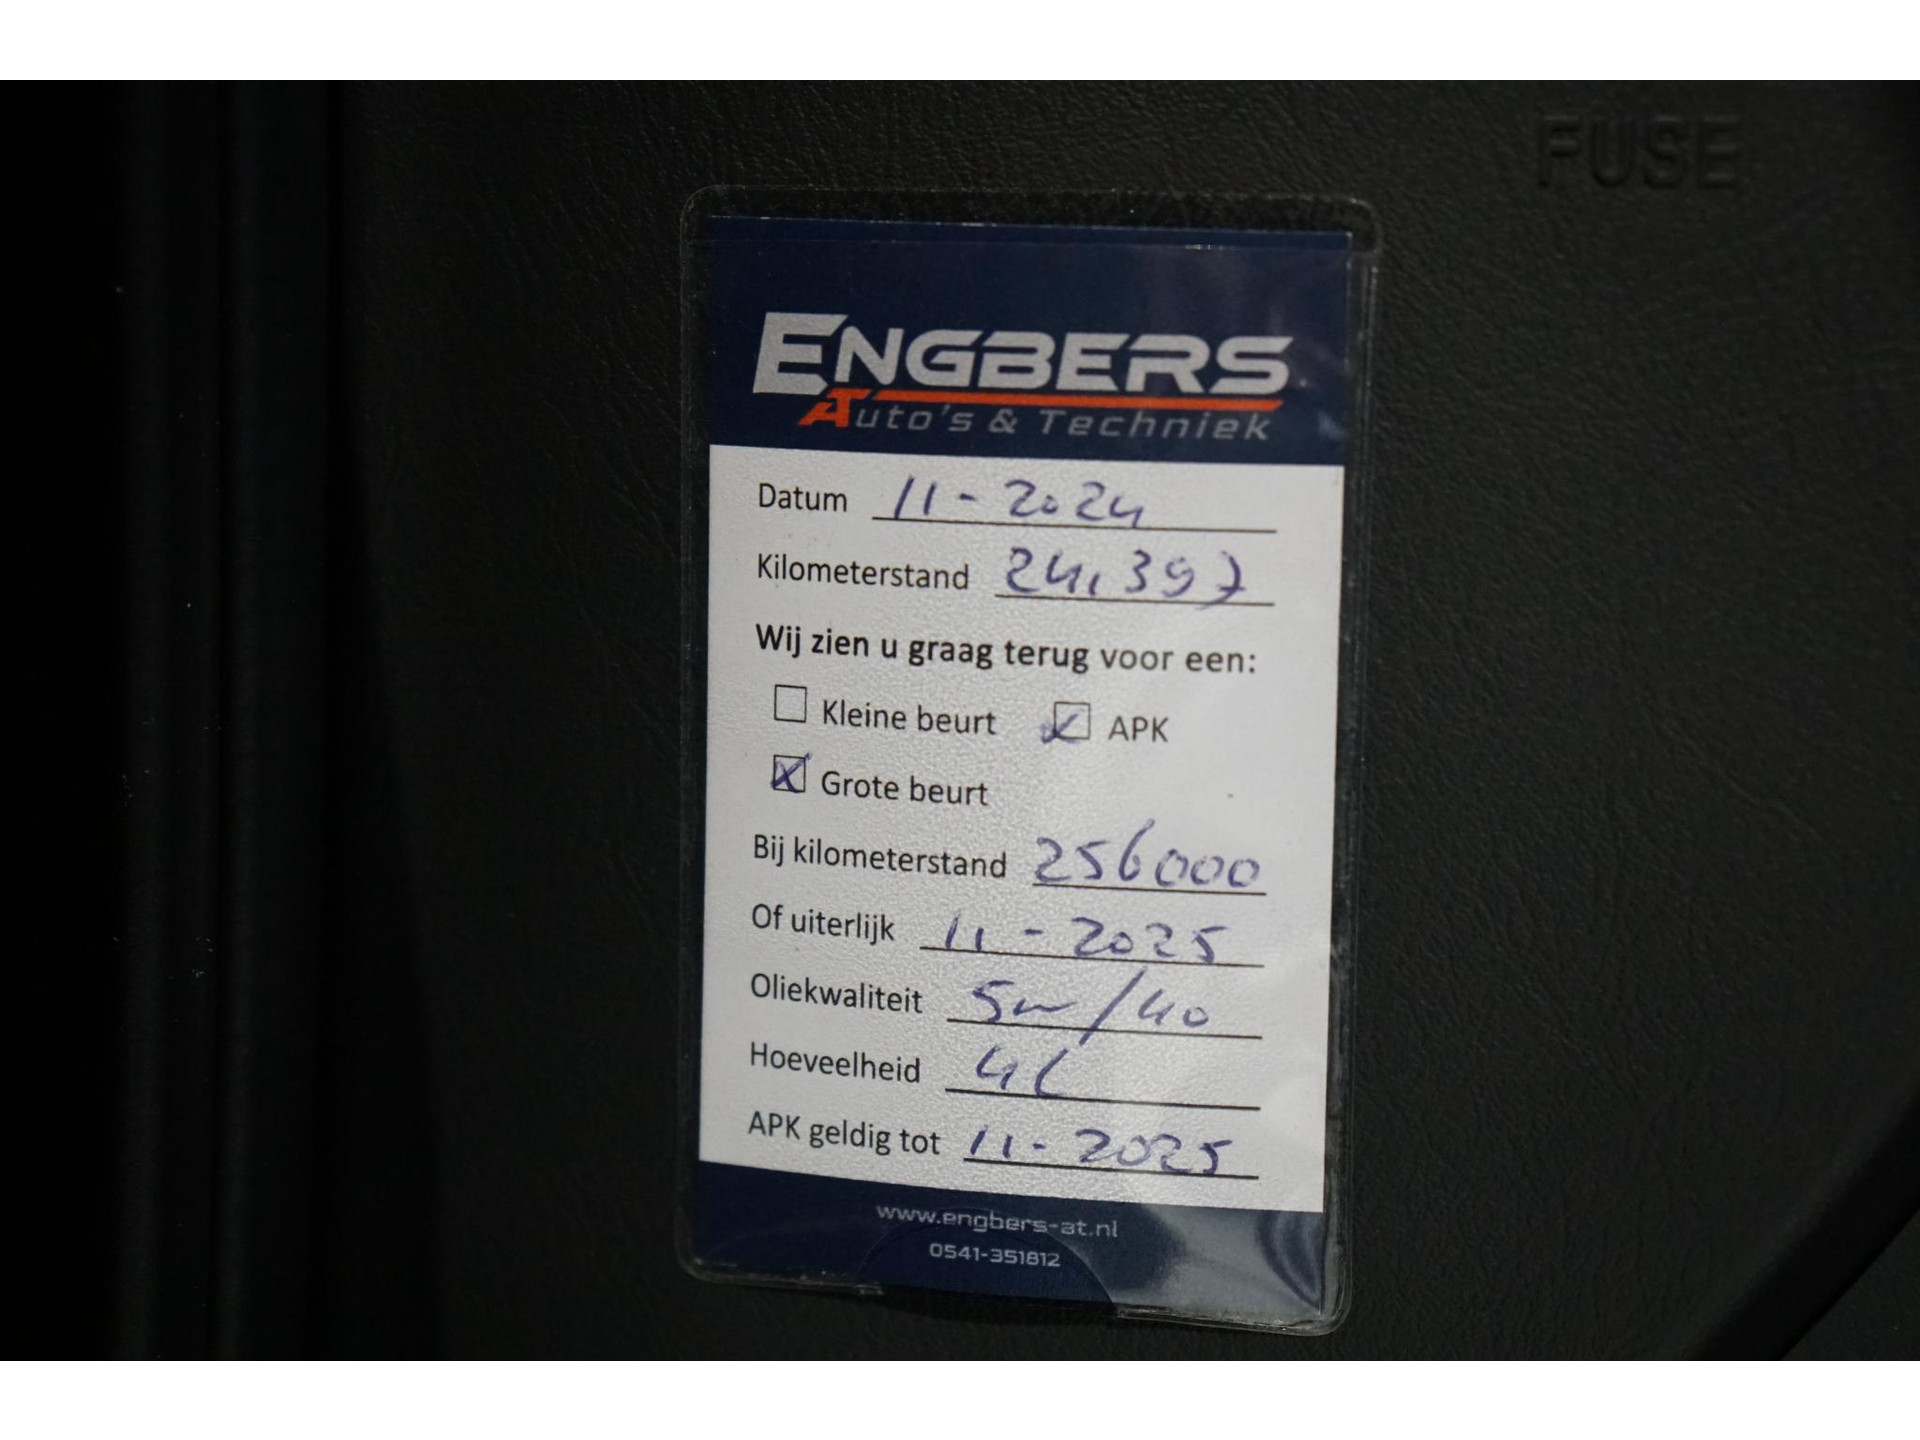 FUSE
ENGBERS
Auto's & Techniek
Datum 11-2024
Kilometerstand 24,397
Wij zien u graag terug voor een:
Kleine beurt APK
Grote beurt
Bij kilometerstand 256000
Of uiterlijk 11-2025
Oliekwaliteit 5w/40
Hoeveelheid 4L
APK geldig tot 11-2025
www.engbers-at.nl
0541-351812